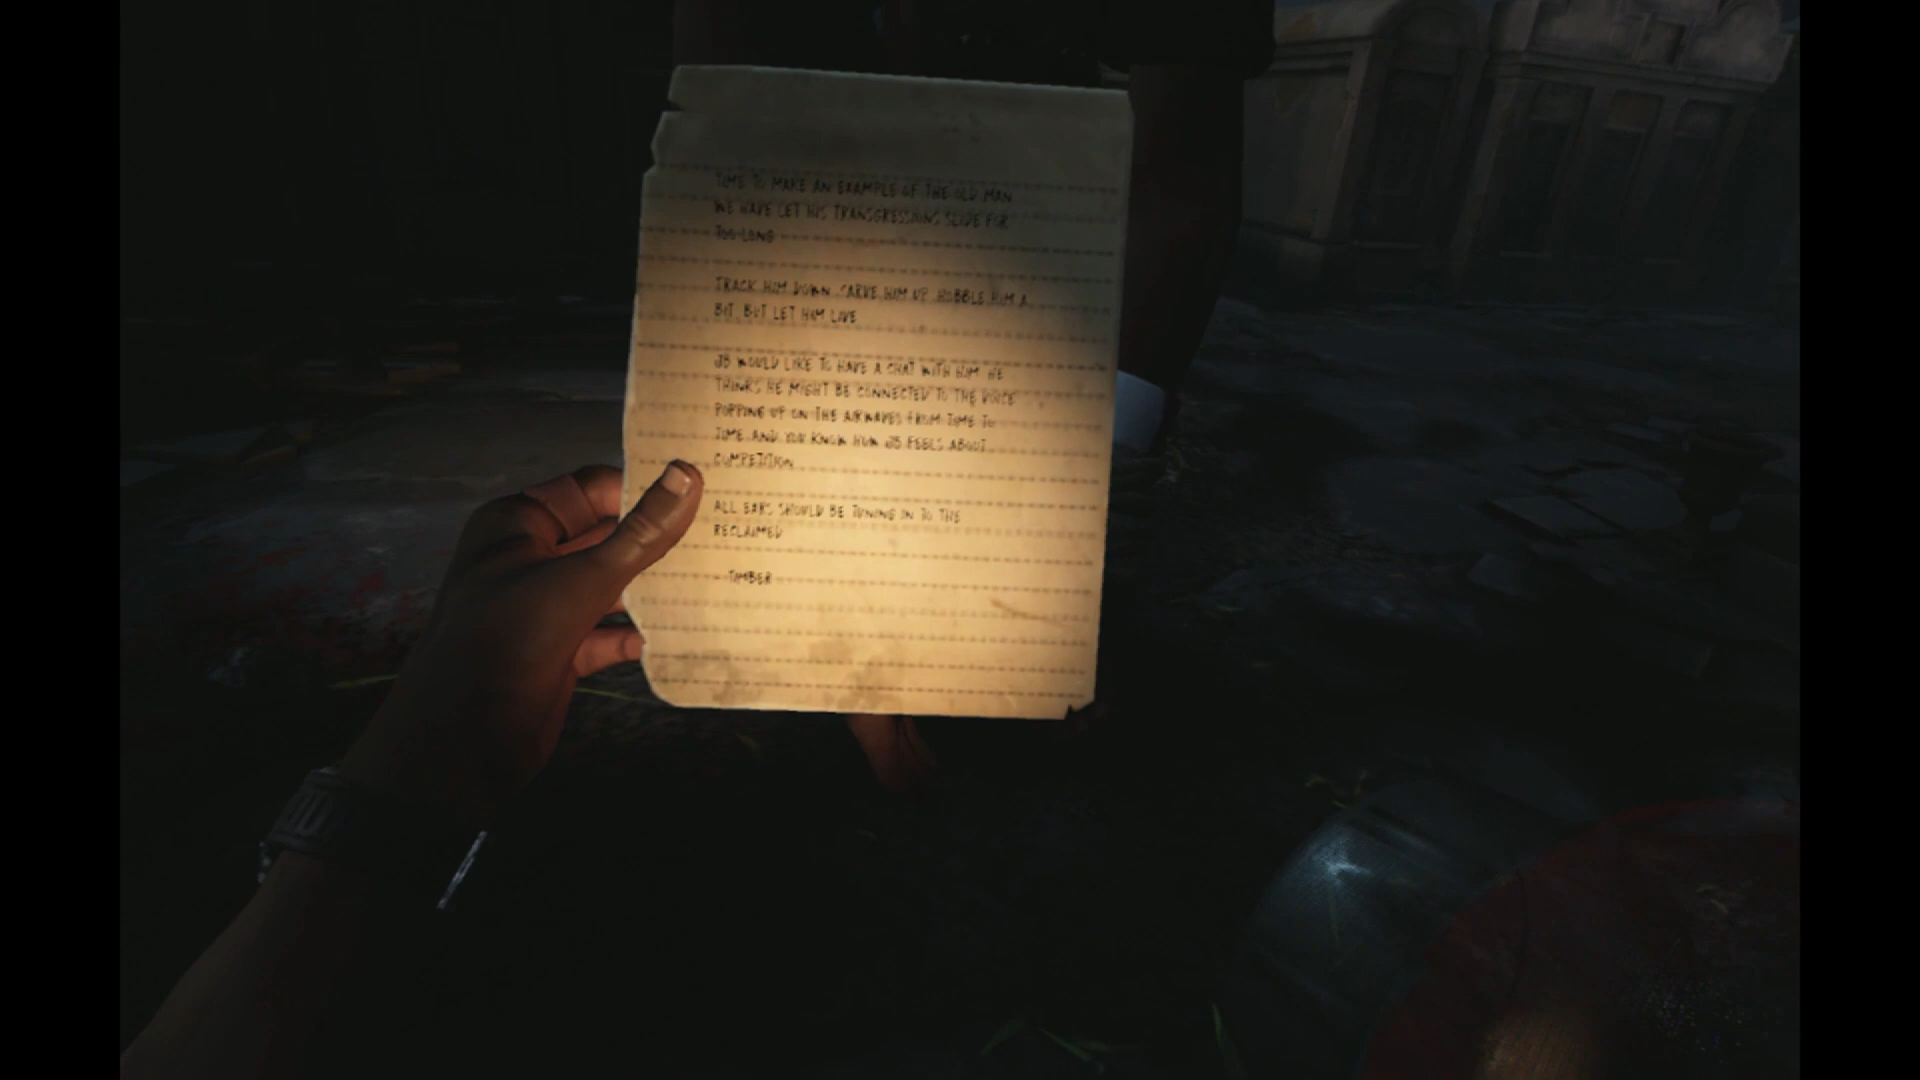 TIME TO MAKE AN EXAMPLE OF THE OLD MAN
WE HAVE LET HIS TRANSGRESSIONS SLIDE FOR
TOO LONG
TRACK HIM DOWN. CARVE HIM UP. HOBBLE HIM A
BIT. BUT LET HIM LIVE
JB WOULD LIKE TO HAVE A CHAT WITH HIM. HE
THINKS HE MIGHT BE CONNECTED TO THE VOICE
POPPING UP ON THE AIRWAVES FROM TIME TO
TIME. AND YOU KNOW HOW JB FEELS ABOUT
COMPETITION.
ALL EARS SHOULD BE TUNING IN TO THE
RECLAIMED
- TIMBER